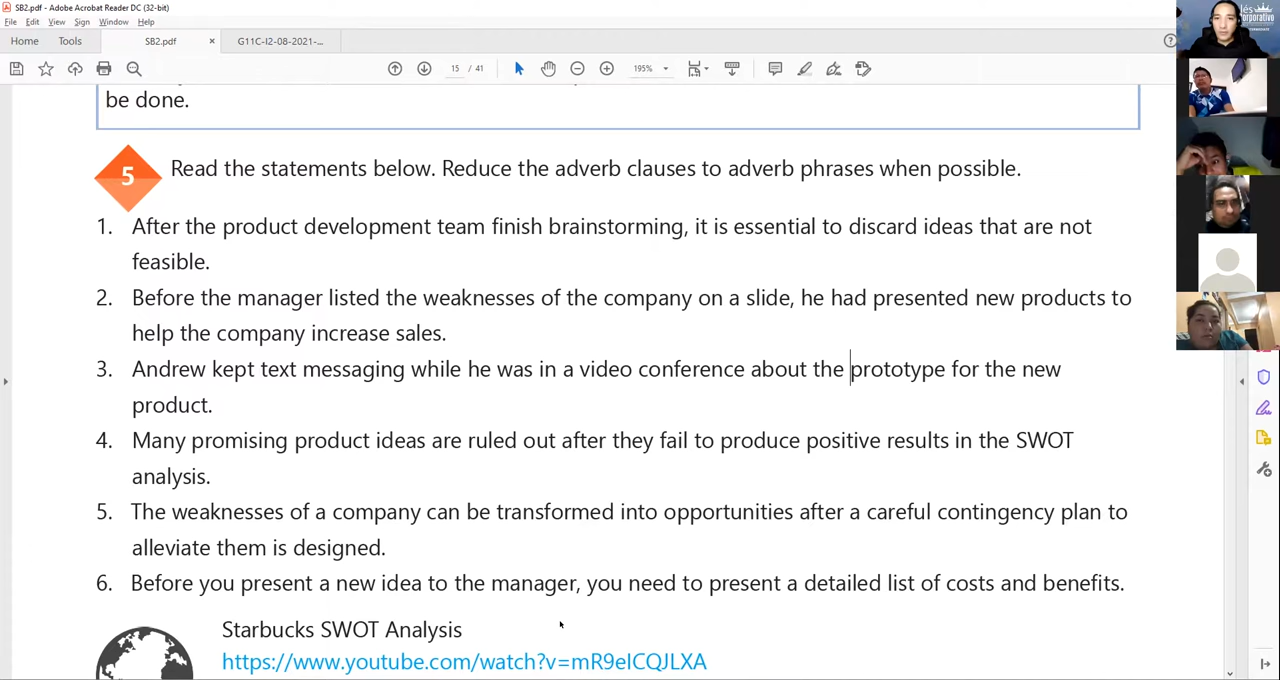 SB2.pdf - Adobe Acrobat Reader DC (32-bit)
File Edit View Sign Window Help
Home Tools SB2.pdf × G11C-I2-08-2021-...
15 / 41 195%
be done.
5 Read the statements below. Reduce the adverb clauses to adverb phrases when possible.
1. After the product development team finish brainstorming, it is essential to discard ideas that are not
feasible.
2. Before the manager listed the weaknesses of the company on a slide, he had presented new products to
help the company increase sales.
3. Andrew kept text messaging while he was in a video conference about the prototype for the new
product.
4. Many promising product ideas are ruled out after they fail to produce positive results in the SWOT
analysis.
5. The weaknesses of a company can be transformed into opportunities after a careful contingency plan to
alleviate them is designed.
6. Before you present a new idea to the manager, you need to present a detailed list of costs and benefits.
Starbucks SWOT Analysis
https://www.youtube.com/watch?v=mR9eICQJLXA